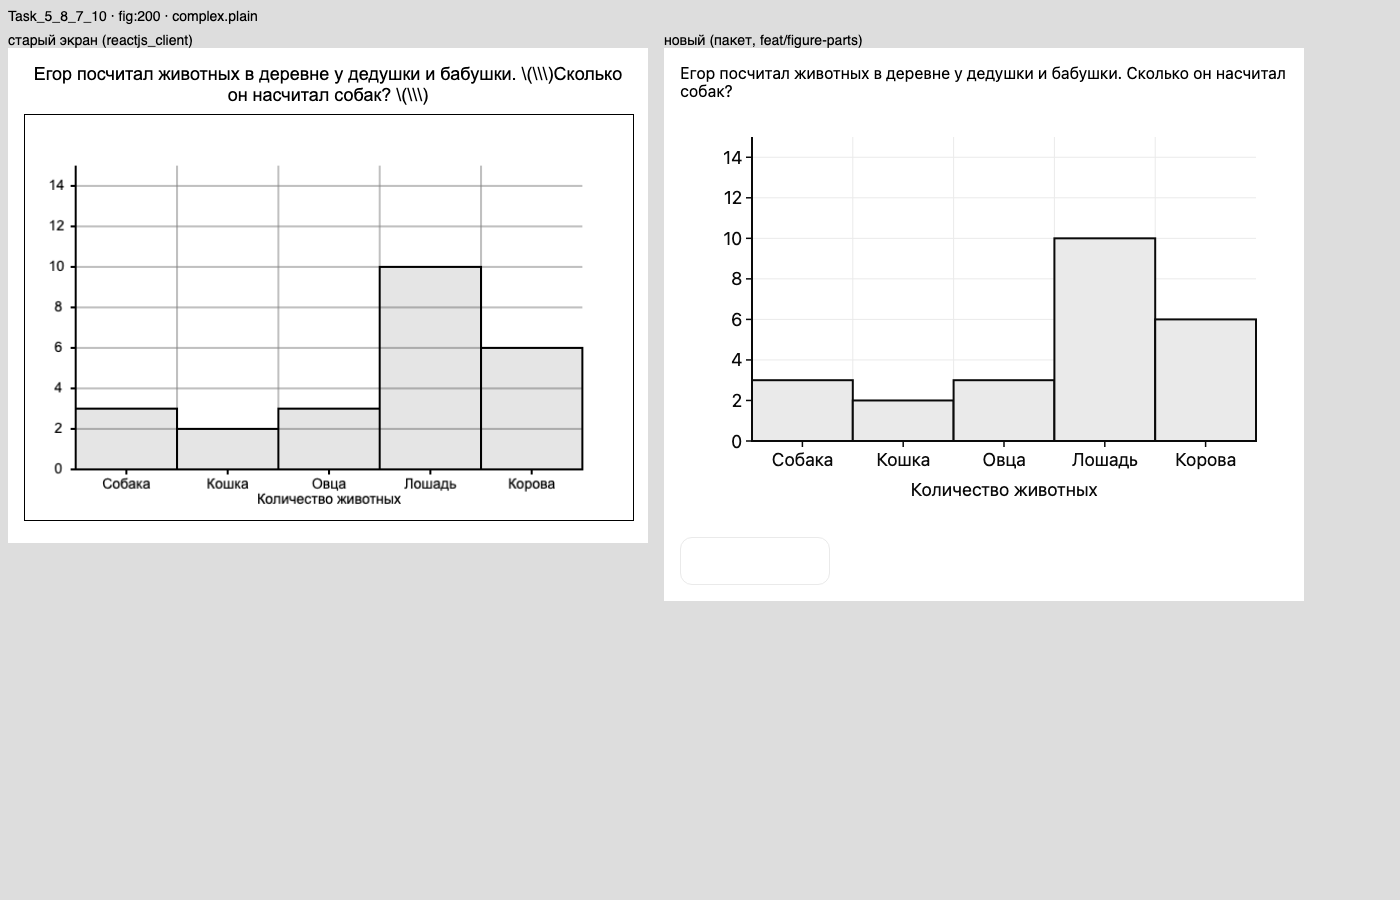 Task_5_8_7_10 · fig:200 · complex.plain
старый экран (reactjs_client)
Егор посчитал животных в деревне у дедушки и бабушки. \(\\\)Сколько
он насчитал собак? \(\\\)
14
12
10
8
6
4
2
0
Собака Кошка Овца Лошадь Корова
Количество животных
новый (пакет, feat/figure-parts)
Егор посчитал животных в деревне у дедушки и бабушки. Сколько он насчитал
собак?
14
12
10
8
6
4
2
0
Собака Кошка Овца Лошадь Корова
Количество животных